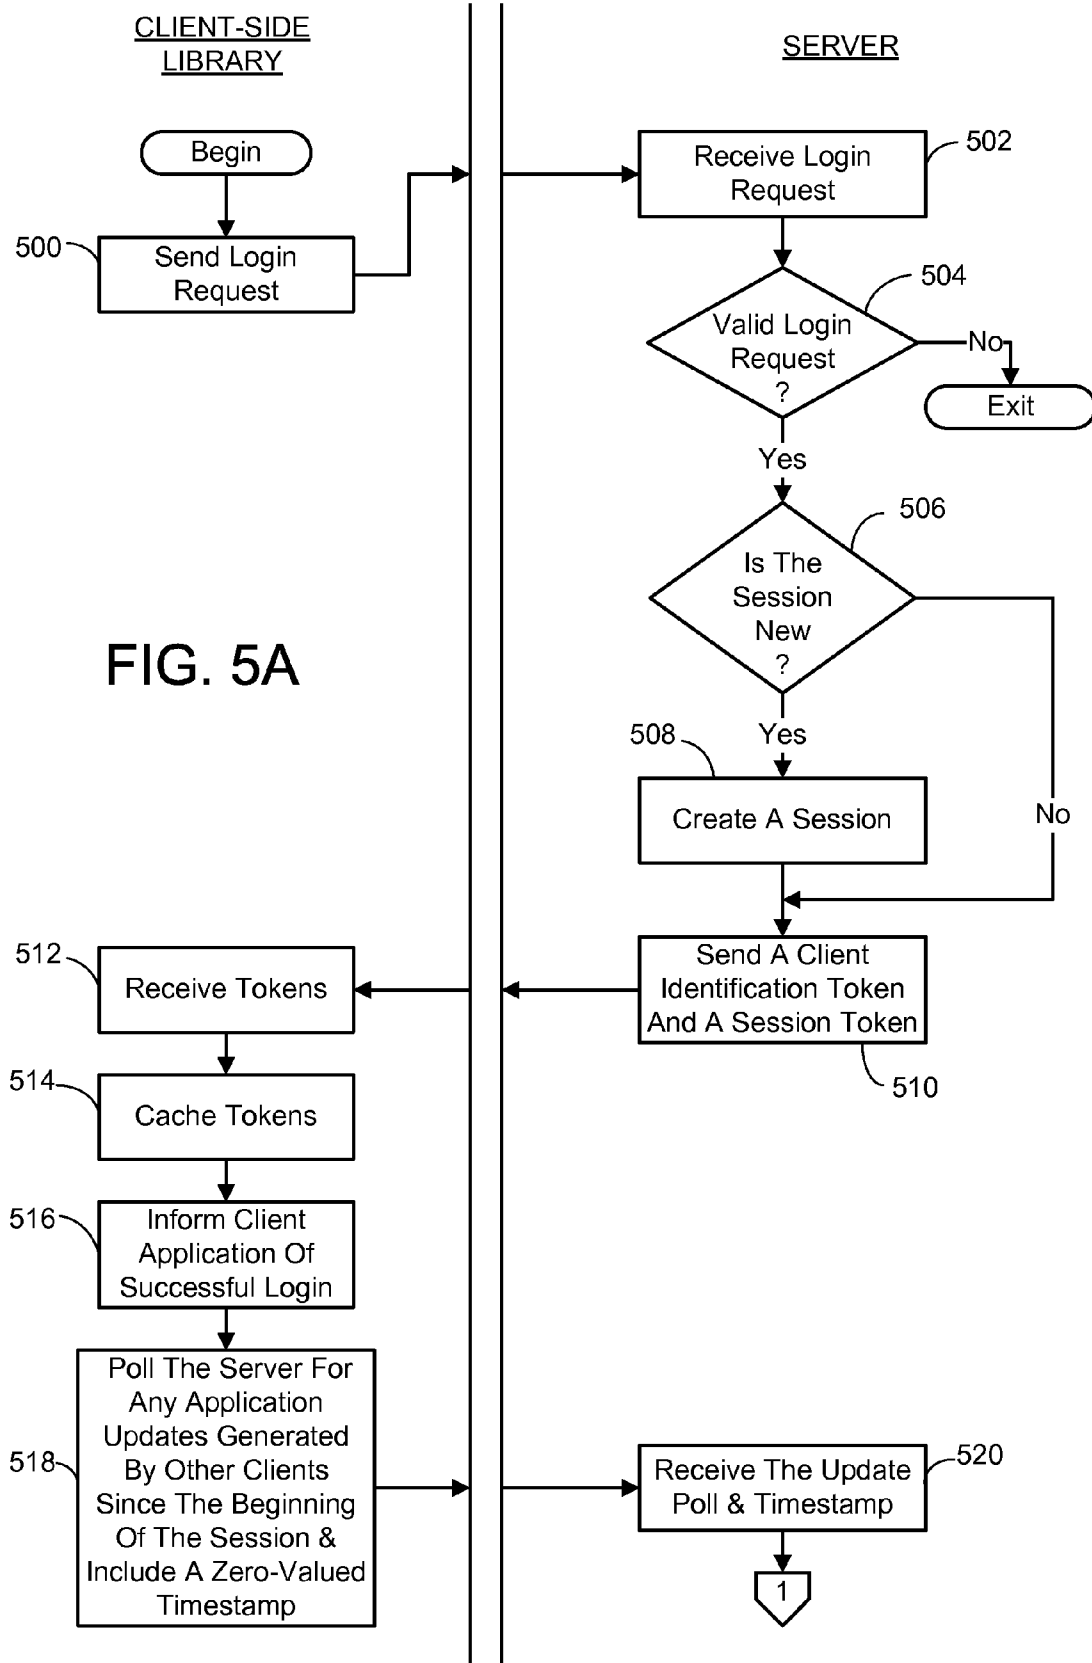 CLIENT-SIDE
LIBRARY
SERVER
Begin
500
Send Login
Request
Receive Login
Request
502
504
Valid Login
Request
?
No
Exit
Yes
506
Is The
Session
New
?
FIG. 5A
Yes
508
Create A Session
No
512
Receive Tokens
Send A Client
Identification Token
And A Session Token
510
514
Cache Tokens
516
Inform Client
Application Of
Successful Login
518
Poll The Server For
Any Application
Updates Generated
By Other Clients
Since The Beginning
Of The Session &
Include A Zero-Valued
Timestamp
Receive The Update
Poll & Timestamp
520
1